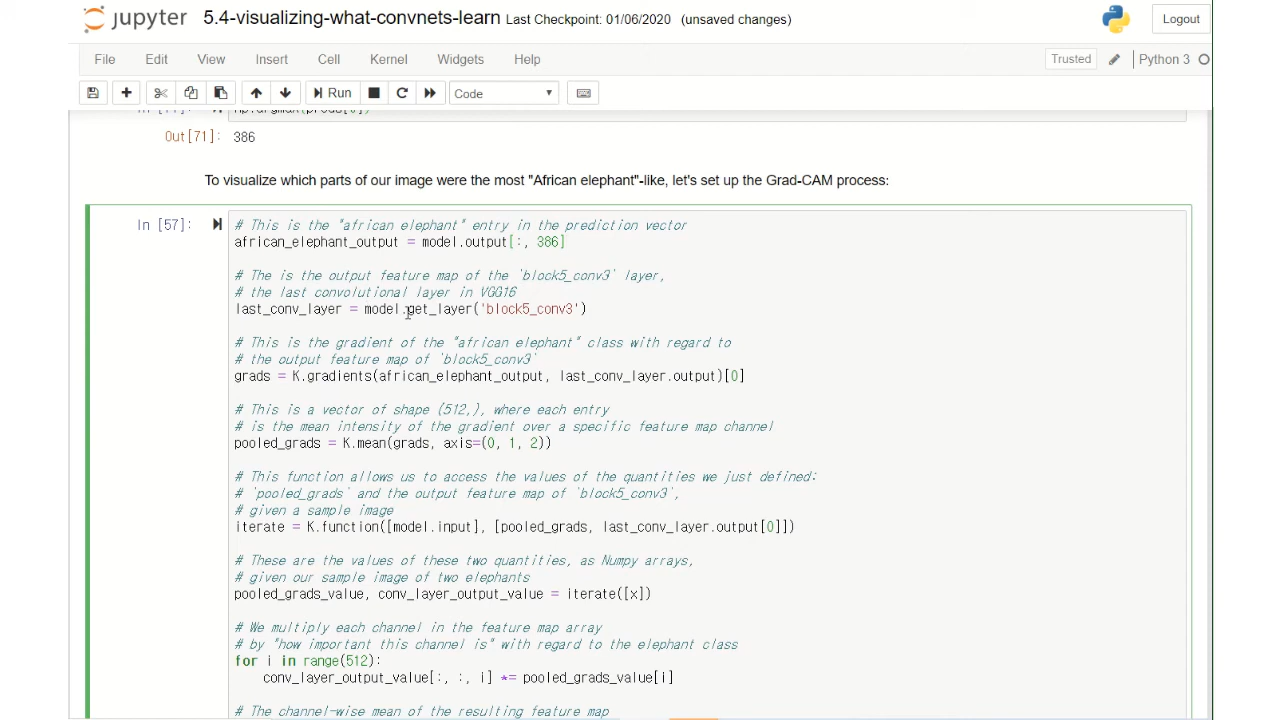 jupyter 5.4-visualizing-what-convnets-learn Last Checkpoint: 01/06/2020 (unsaved changes) Logout
File Edit View Insert Cell Kernel Widgets Help Trusted Python 3
Run Code
Out[71]: 386
To visualize which parts of our image were the most "African elephant"-like, let's set up the Grad-CAM process:
In [57]: # This is the "african elephant" entry in the prediction vector
african_elephant_output = model.output[:, 386]
# The is the output feature map of the `block5_conv3` layer,
# the last convolutional layer in VGG16
last_conv_layer = model.get_layer('block5_conv3')
# This is the gradient of the "african elephant" class with regard to
# the output feature map of `block5_conv3`
grads = K.gradients(african_elephant_output, last_conv_layer.output)[0]
# This is a vector of shape (512,), where each entry
# is the mean intensity of the gradient over a specific feature map channel
pooled_grads = K.mean(grads, axis=(0, 1, 2))
# This function allows us to access the values of the quantities we just defined:
# `pooled_grads` and the output feature map of `block5_conv3`,
# given a sample image
iterate = K.function([model.input], [pooled_grads, last_conv_layer.output[0]])
# These are the values of these two quantities, as Numpy arrays,
# given our sample image of two elephants
pooled_grads_value, conv_layer_output_value = iterate([x])
# We multiply each channel in the feature map array
# by "how important this channel is" with regard to the elephant class
for i in range(512):
conv_layer_output_value[:, :, i] *= pooled_grads_value[i]
# The channel-wise mean of the resulting feature map